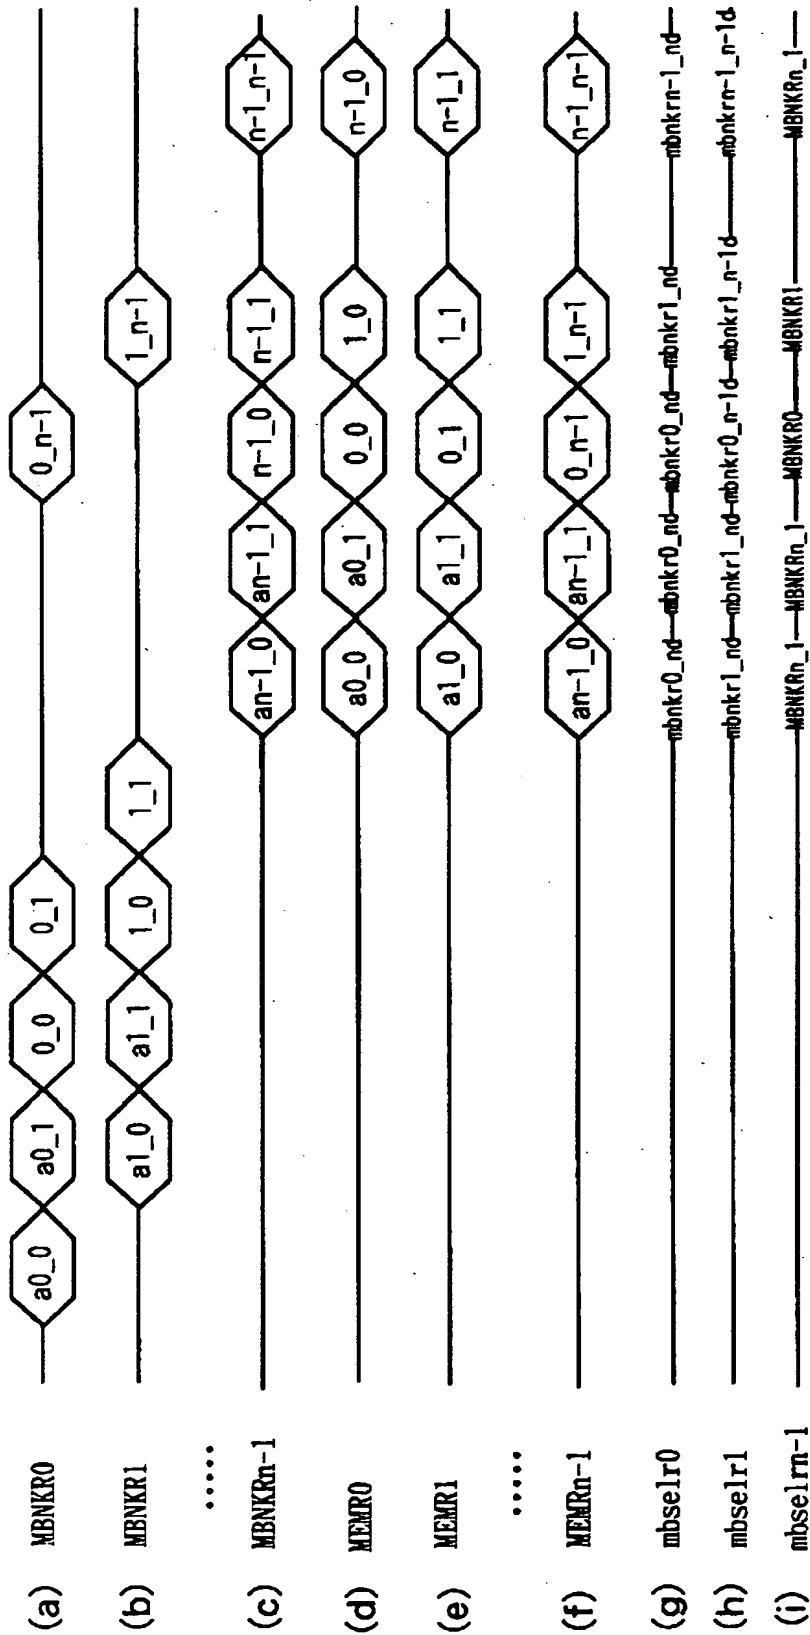 (a) MBNKR0 a0_0 a0_1 0_0 0_1 0_n-1
(b) MBNKR1 a1_0 a1_1 1_0 1_1 1_n-1
.....
(c) MBNKRn-1 an-1_0 an-1_1 n-1_0 n-1_1 n-1_n-1
(d) MEMR0 a0_0 a0_1 0_0 1_0 n-1_0
(e) MEMR1 a1_0 a1_1 0_1 1_1 n-1_1
.....
(f) MEMRn-1 an-1_0 an-1_1 0_n-1 1_n-1 n-1_n-1
(g) mbselr0 mbnkr0_nd mbnkr0_nd mbnkr0_nd mbnkr1_nd mbnkrn-1_nd
(h) mbselr1 mbnkr1_nd mbnkr1_nd mbnkr0_n-1d mbnkr1_n-1d mbnkrn-1_n-1d
(i) mbselrn-1 MBNKRn_1 MBNKRn_1 MBNKR0 MBNKR1 MBNKRn_1